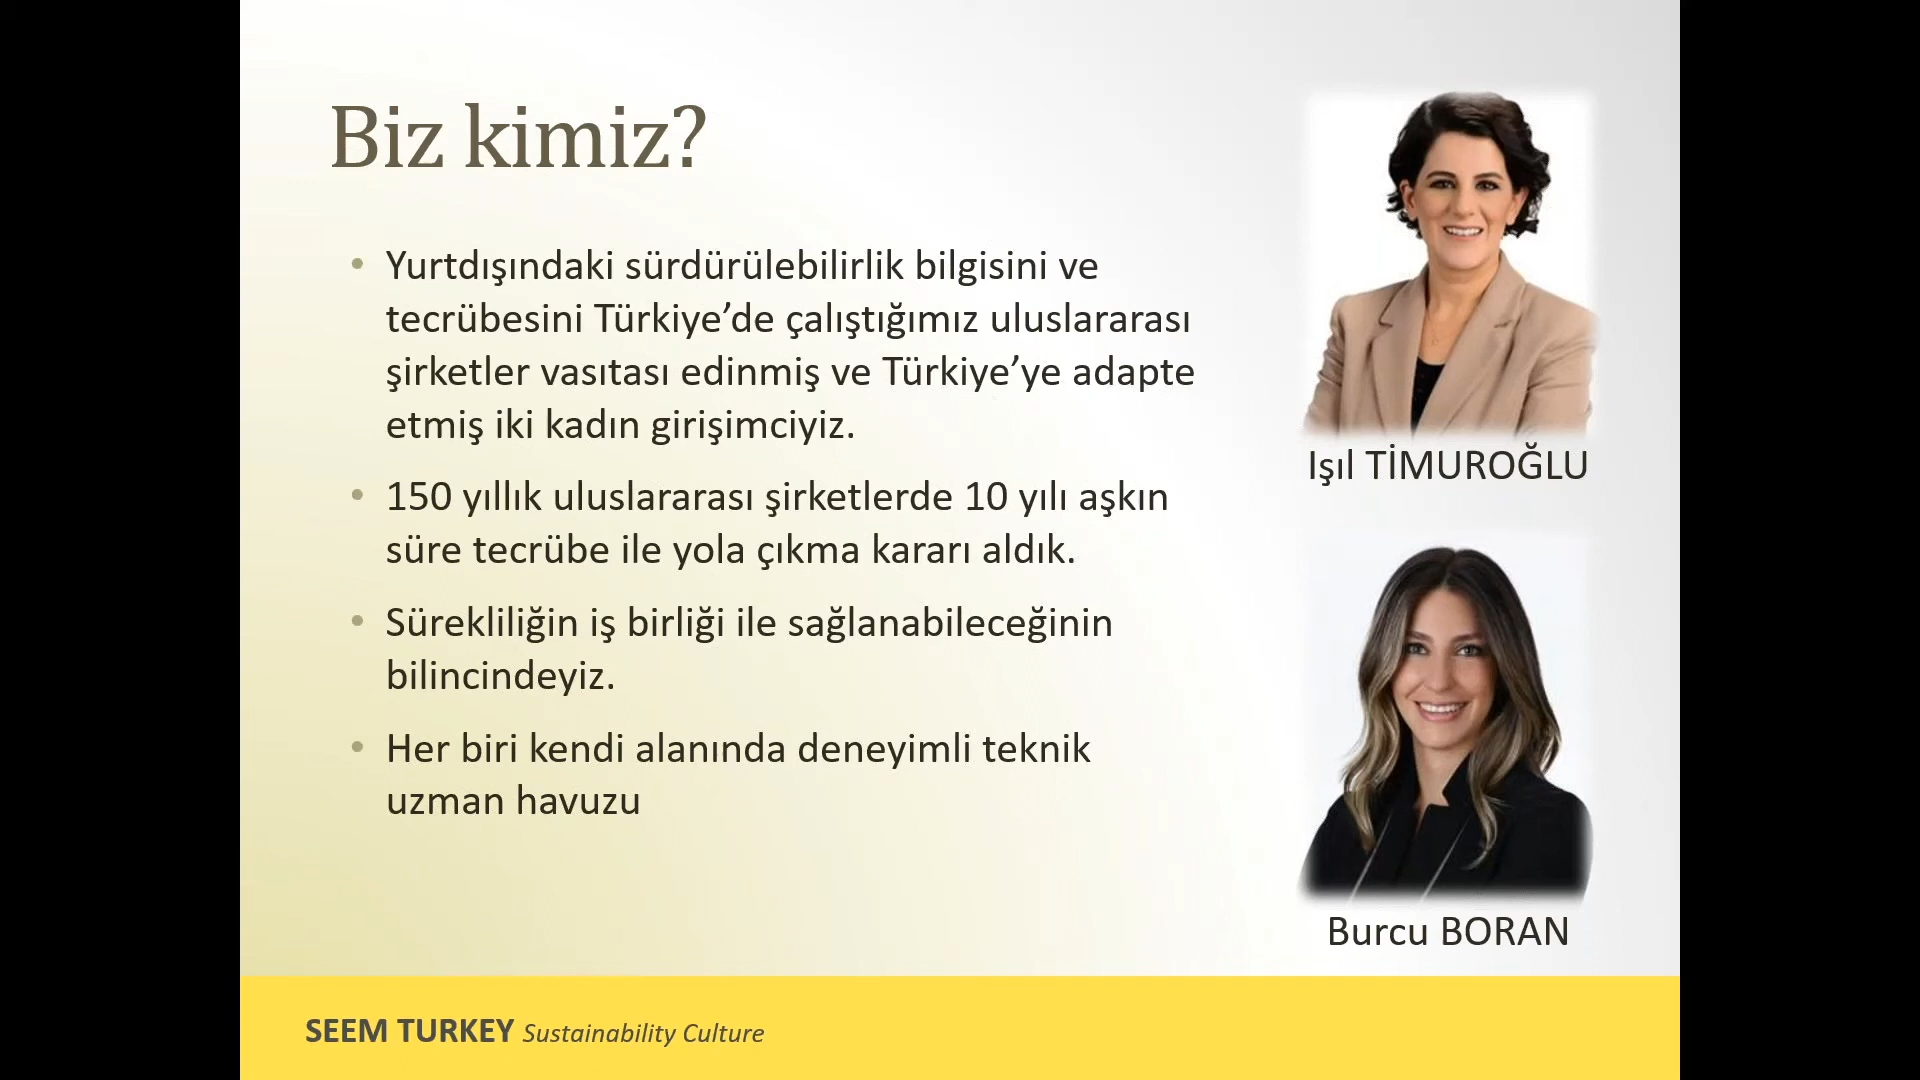 Biz kimiz?
• Yurtdışındaki sürdürülebilirlik bilgisini ve
tecrübesini Türkiye’de çalıştığımız uluslararası
şirketler vasıtası edinmiş ve Türkiye’ye adapte
etmiş iki kadın girişimciyiz.
• 150 yıllık uluslararası şirketlerde 10 yılı aşkın
süre tecrübe ile yola çıkma kararı aldık.
• Sürekliliğin iş birliği ile sağlanabileceğinin
bilincindeyiz.
• Her biri kendi alanında deneyimli teknik
uzman havuzu
Işıl TİMUROĞLU
Burcu BORAN
SEEM TURKEY Sustainability Culture